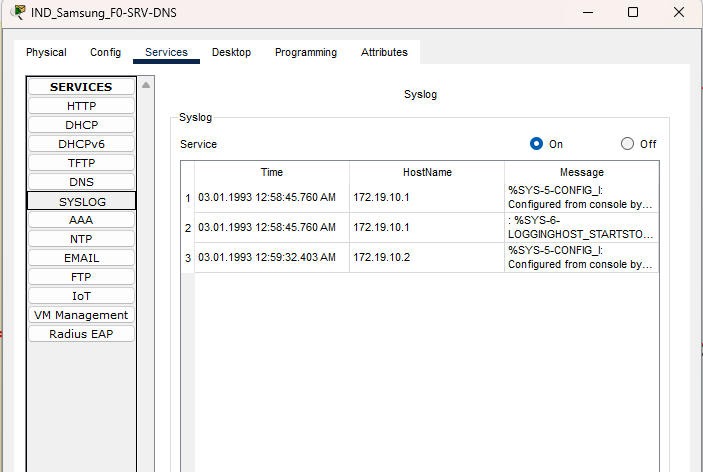 IND_Samsung_F0-SRV-DNS
Physical Config Services Desktop Programming Attributes
SERVICES
HTTP
DHCP
DHCPv6
TFTP
DNS
SYSLOG
AAA
NTP
EMAIL
FTP
IoT
VM Management
Radius EAP
Syslog
Syslog
Service On Off
Time HostName Message
1 03.01.1993 12:58:45.760 AM 172.19.10.1 %SYS-5-CONFIG_I:
Configured from console by...
2 03.01.1993 12:58:45.760 AM 172.19.10.1 : %SYS-6-
LOGGINGHOST_STARTSTO...
3 03.01.1993 12:59:32.403 AM 172.19.10.2 %SYS-5-CONFIG_I:
Configured from console by...